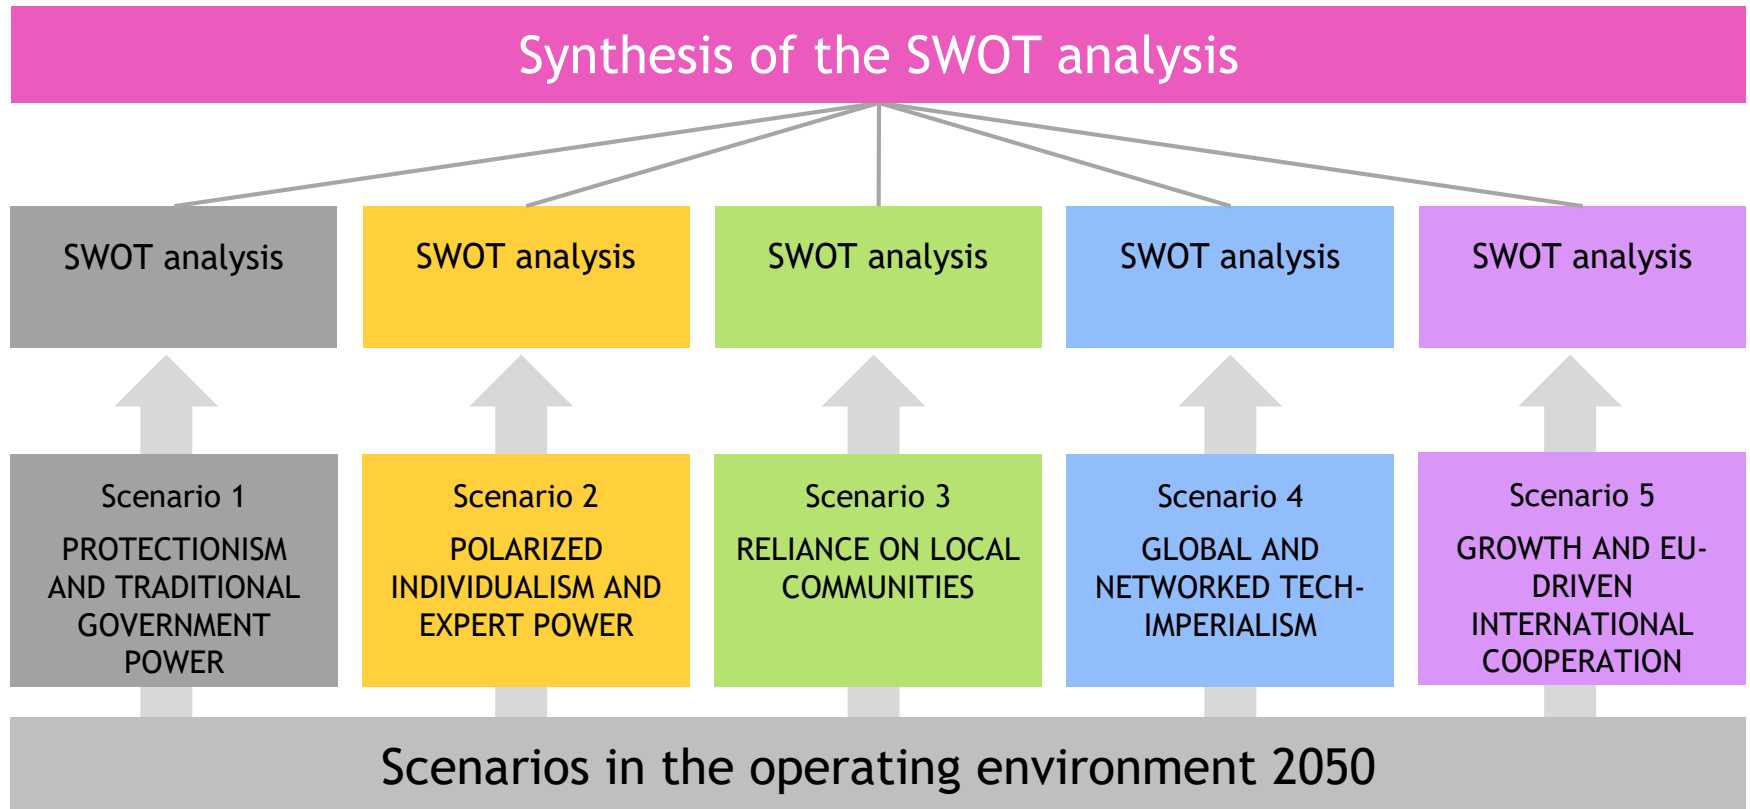 Synthesis of the SWOT analysis
SWOT analysis
SWOT analysis
SWOT analysis
SWOT analysis
SWOT analysis
Scenario 1
PROTECTIONISM
AND TRADITIONAL
GOVERNMENT
POWER
Scenario 2
POLARIZED
INDIVIDUALISM AND
EXPERT POWER
Scenario 3
RELIANCE ON LOCAL
COMMUNITIES
Scenario 4
GLOBAL AND
NETWORKED TECH-
IMPERIALISM
Scenario 5
GROWTH AND EU-
DRIVEN
INTERNATIONAL
COOPERATION
Scenarios in the operating environment 2050